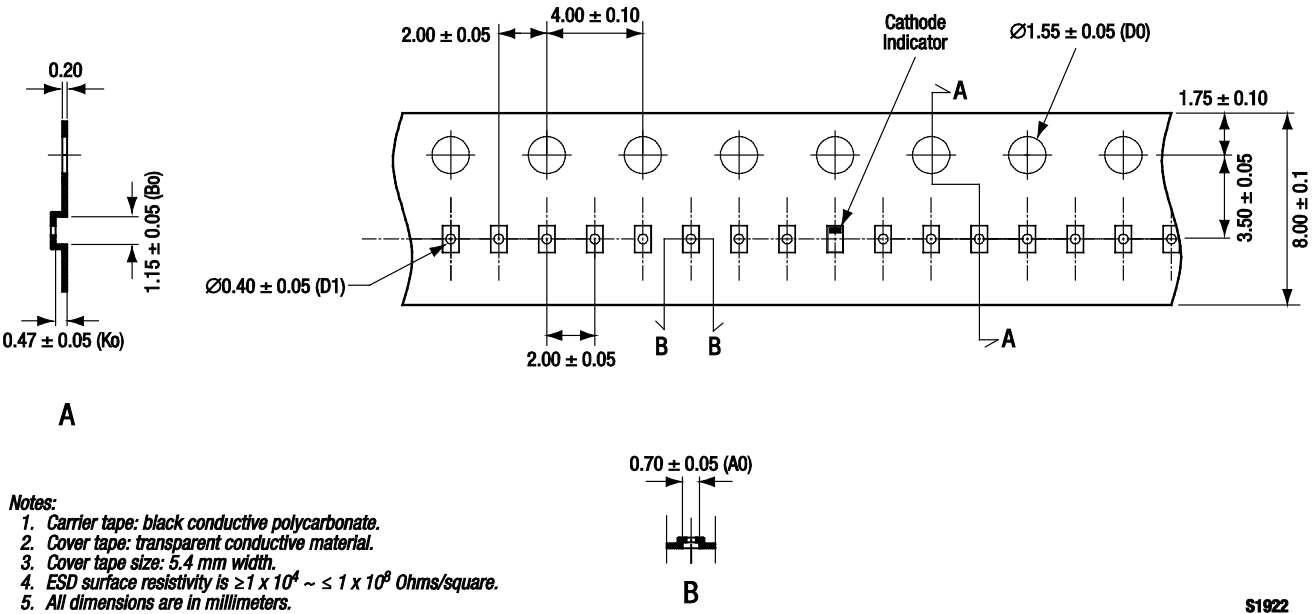 4.00 ± 0.10
2.00 ± 0.05
Cathode
Indicator
Ø1.55 ± 0.05 (D0)
0.20
A
1.75 ± 0.10
1.15 ± 0.05 (Bo)
3.50 ± 0.05
8.00 ± 0.1
Ø0.40 ± 0.05 (D1)
0.47 ± 0.05 (Ko)
B B
A
2.00 ± 0.05
A
0.70 ± 0.05 (A0)
B
Notes:
1. Carrier tape: black conductive polycarbonate.
2. Cover tape: transparent conductive material.
3. Cover tape size: 5.4 mm width.
4. ESD surface resistivity is ≥1 x 10⁴ ~ ≤ 1 x 10⁸ Ohms/square.
5. All dimensions are in millimeters.
S1922